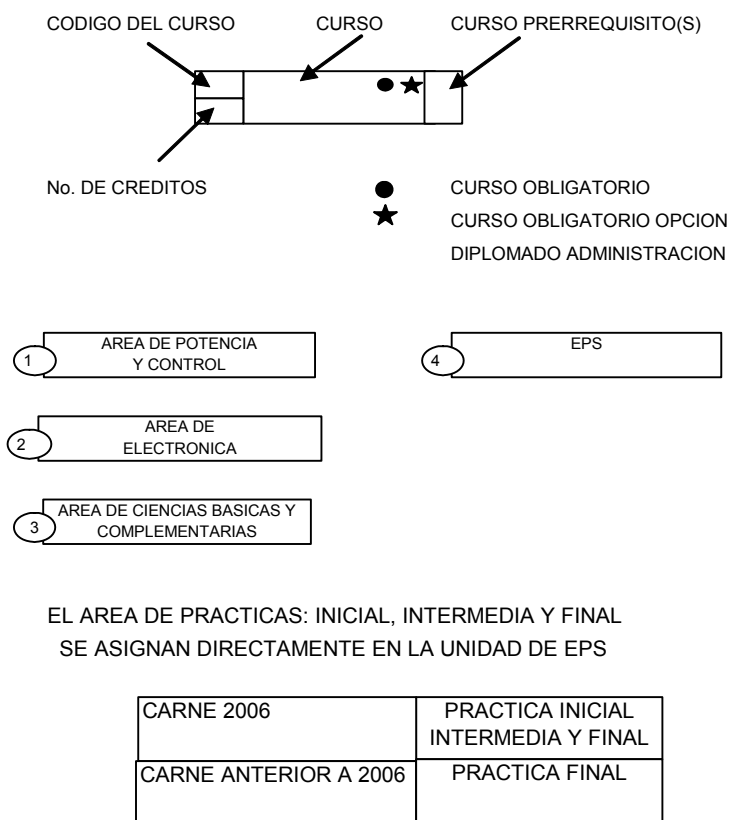 CODIGO DEL CURSO
CURSO
CURSO PRERREQUISITO(S)
No. DE CREDITOS
CURSO OBLIGATORIO
CURSO OBLIGATORIO OPCION
DIPLOMADO ADMINISTRACION
1
AREA DE POTENCIA
Y CONTROL
4
EPS
2
AREA DE
ELECTRONICA
3
AREA DE CIENCIAS BASICAS Y
COMPLEMENTARIAS
EL AREA DE PRACTICAS: INICIAL, INTERMEDIA Y FINAL
SE ASIGNAN DIRECTAMENTE EN LA UNIDAD DE EPS
CARNE 2006
PRACTICA INICIAL
INTERMEDIA Y FINAL
CARNE ANTERIOR A 2006
PRACTICA FINAL